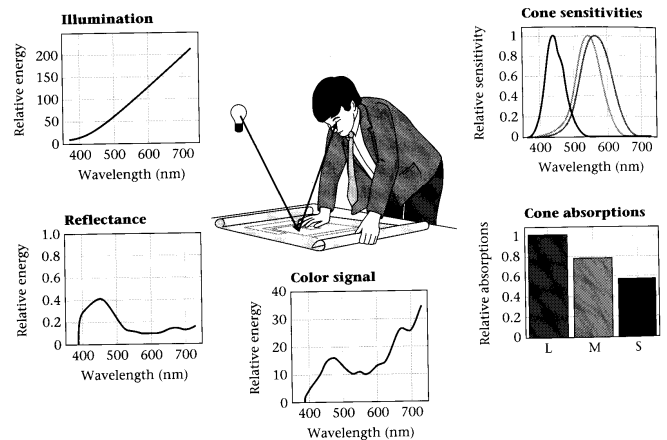 Illumination
Relative energy
200
150
100
50
0
400 500 600 700
Wavelength (nm)
Reflectance
Relative energy
1.0
0.8
0.6
0.4
0.2
0
400 500 600 700
Wavelength (nm)
Color signal
Relative energy
40
30
20
10
0
400 500 600 700
Wavelength (nm)
Cone sensitivities
Relative sensitivity
1
0.8
0.6
0.4
0.2
0
400 500 600 700
Wavelength (nm)
Cone absorptions
Relative absorptions
1
0.8
0.6
0.4
0.2
0
L M S